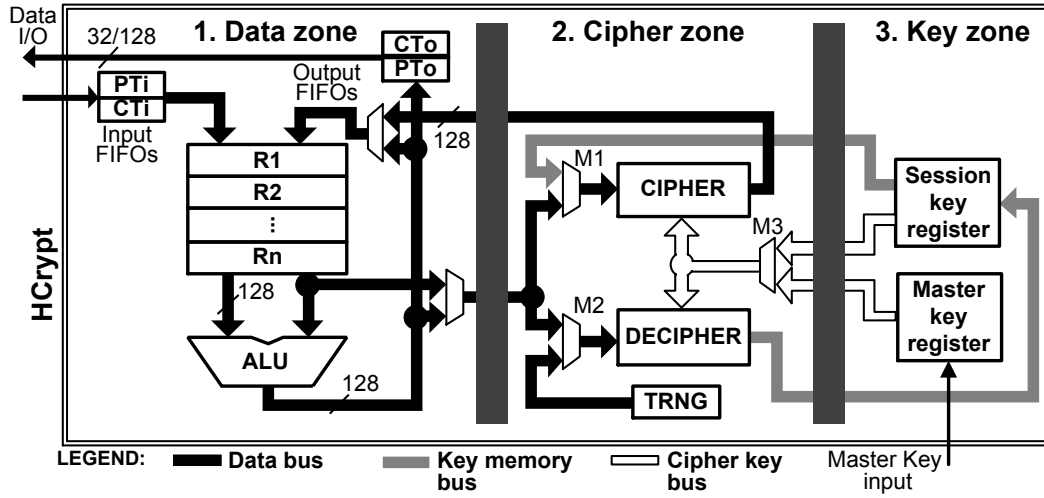 Data
I/O
32/128
1. Data zone
2. Cipher zone
3. Key zone
CTo
PTo
Output
FIFOs
PTi
CTi
Input
FIFOs
128
R1
R2
⋮
Rn
128
ALU
128
M1
CIPHER
M3
M2
DECIPHER
TRNG
Session
key
register
Master
key
register
HCrypt
LEGEND:
Data bus
Key memory
bus
Cipher key
bus
Master Key
input